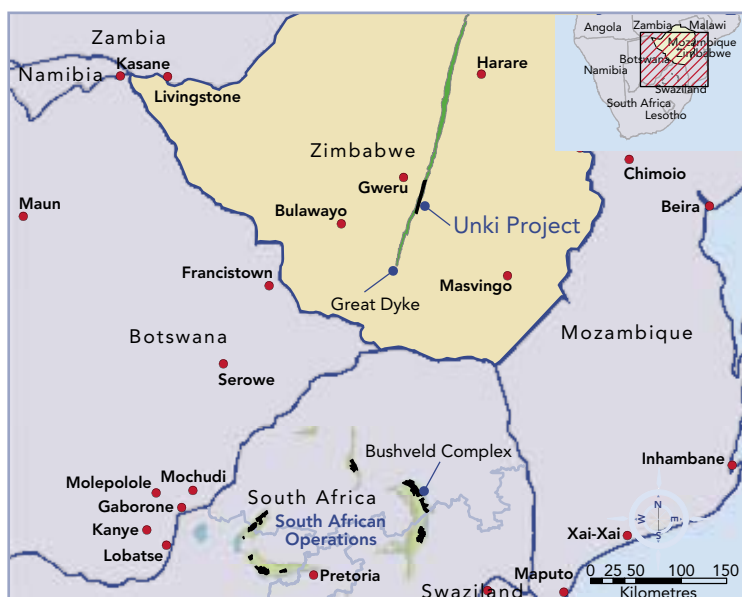 Zambia
Kasane
Namibia
Livingstone
Harare
Angola
Zambia
Malawi
Mozambique
Zimbabwe
Botswana
Namibia
Swaziland
South Africa
Lesotho
Zimbabwe
Gweru
Chimoio
Maun
Bulawayo
Unki Project
Beira
Francistown
Great Dyke
Masvingo
Botswana
Mozambique
Serowe
Bushveld Complex
Inhambane
Molepolole
Mochudi
South Africa
Gaborone
South African
Operations
Kanye
Lobatse
N
W
E
S
Xai-Xai
Pretoria
Maputo
Swaziland
0 25 50 100 150
Kilometres